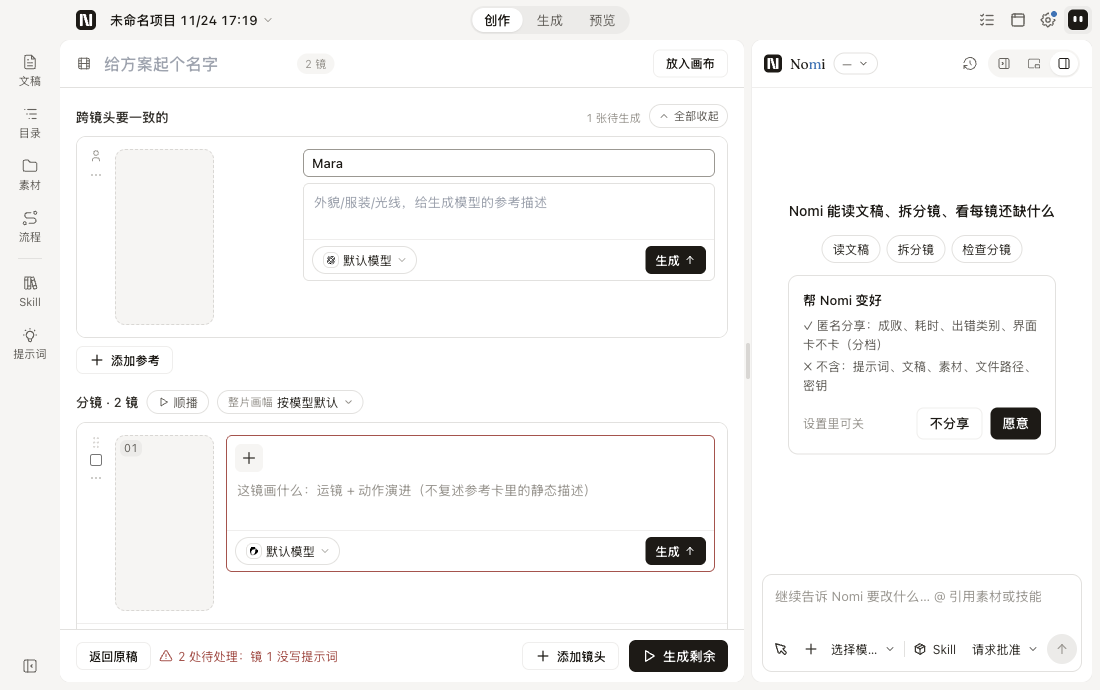 未命名项目 11/24 17:19
创作
生成
预览
文稿
目录
素材
流程
Skill
提示词
给方案起个名字
2 镜
放入画布
跨镜头要一致的
1 张待生成
全部收起
Mara
外貌/服装/光线，给生成模型的参考描述
默认模型
生成 ↑
+ 添加参考
分镜 · 2 镜
顺播
整片画幅 按模型默认
01
+
这镜画什么：运镜 + 动作演进（不复述参考卡里的静态描述）
默认模型
生成 ↑
返回原稿
2 处待处理：镜 1 没写提示词
+ 添加镜头
生成剩余
N Nomi
—
Nomi 能读文稿、拆分镜、看每镜还缺什么
读文稿
拆分镜
检查分镜
帮 Nomi 变好
✓ 匿名分享：成败、耗时、出错类别、界面
卡不卡（分档）
✕ 不含：提示词、文稿、素材、文件路径、
密钥
设置里可关
不分享
愿意
继续告诉 Nomi 要改什么... @ 引用素材或技能
+
选择模...
Skill
请求批准